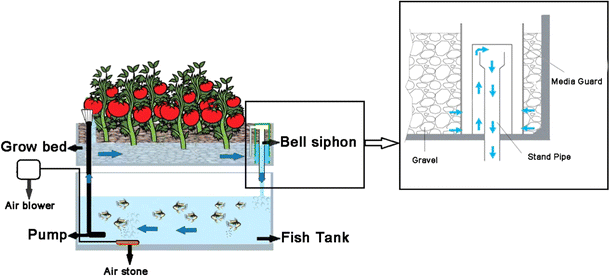 Grow bed
Bell siphon
Air blower
Pump
Fish Tank
Air stone
Media Guard
Gravel
Stand Pipe